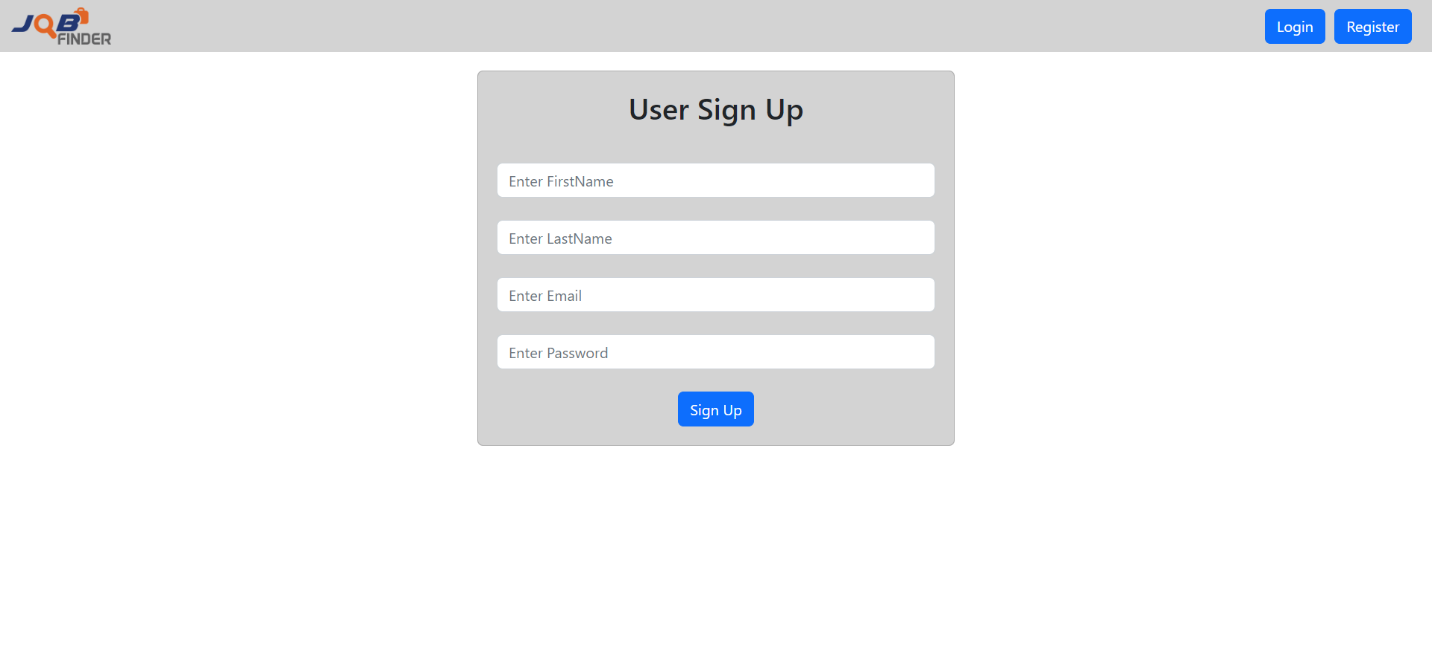 JOB
FINDER
Login Register
User Sign Up
Enter FirstName
Enter LastName
Enter Email
Enter Password
Sign Up